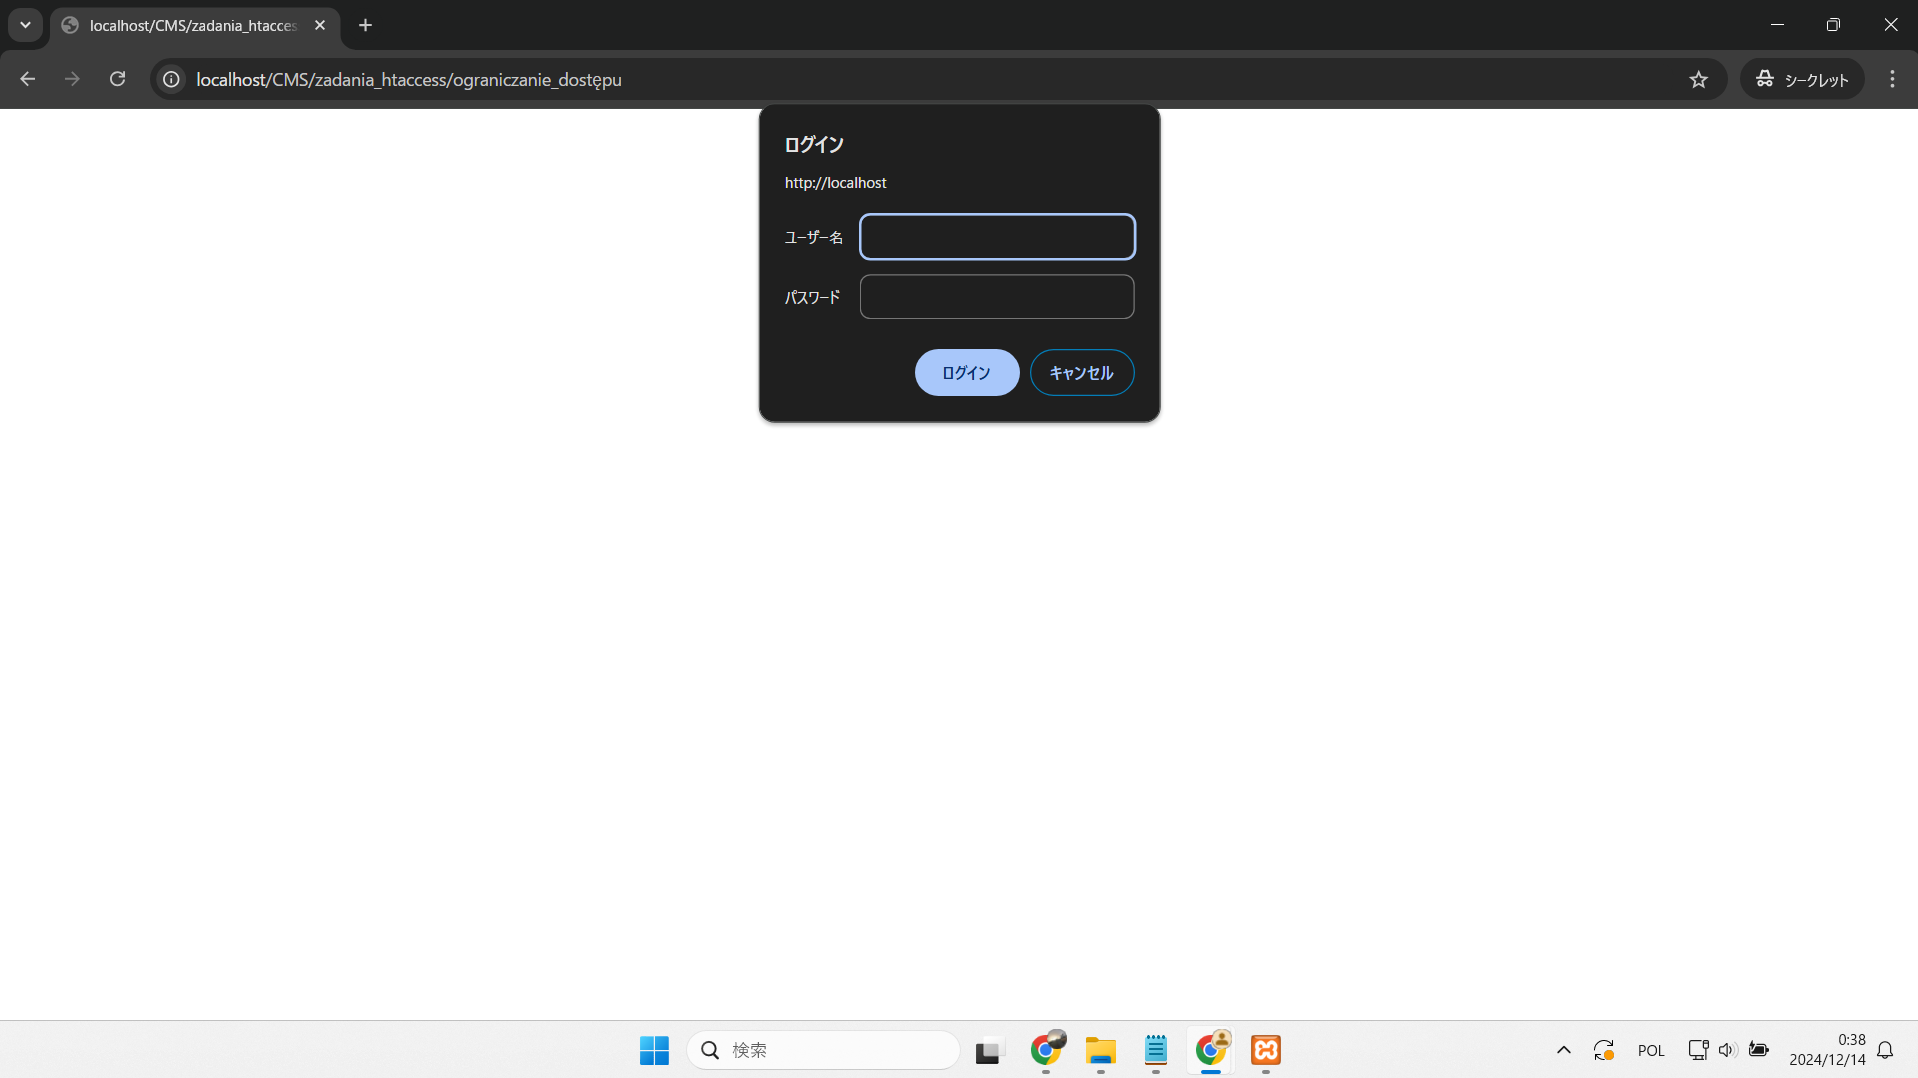 localhost/CMS/zadania_htacces
localhost/CMS/zadania_htaccess/ograniczanie_dostępu
シークレット
ログイン
http://localhost
ユーザー名
パスワード
ログイン
キャンセル
検索
POL
0:38
2024/12/14